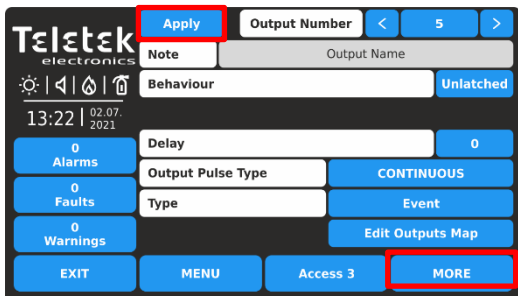 Teletek
electronics
13:22 02.07.
2021
0
Alarms
0
Faults
0
Warnings
EXIT
Apply Output Number < 5 >
Note Output Name
Behaviour Unlatched
Delay 0
Output Pulse Type CONTINUOUS
Type Event
Edit Outputs Map
MENU Access 3 MORE